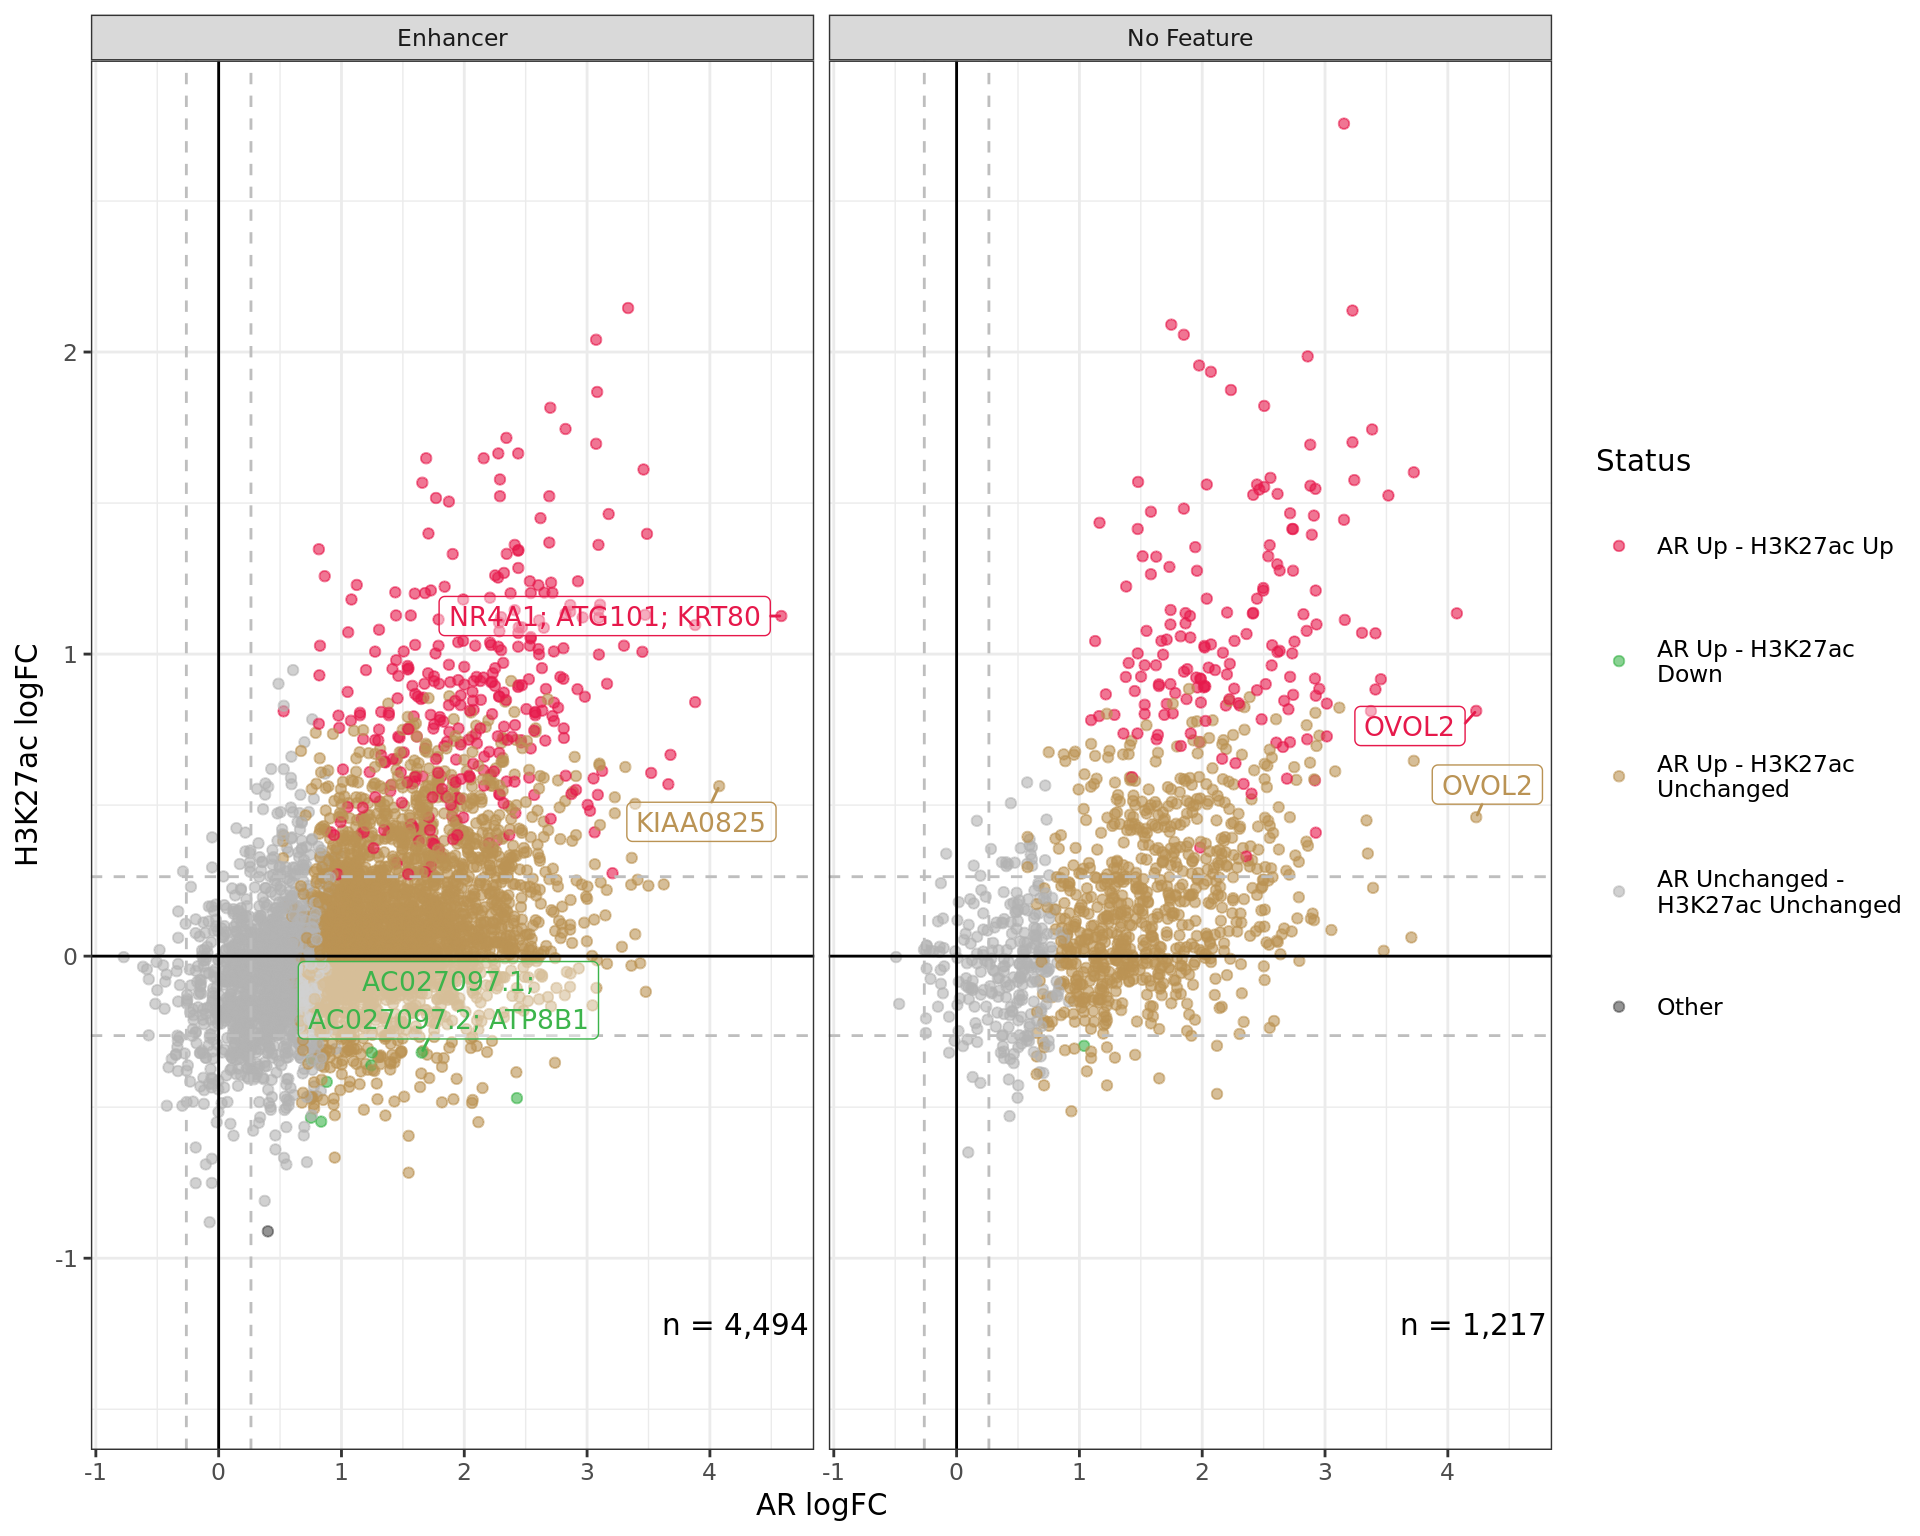 Enhancer
No Feature
H3K27ac logFC
2
1
0
-1
NR4A1; ATG101; KRT80
KIAA0825
AC027097.1;
AC027097.2; ATP8B1
n = 4,494
OVOL2
OVOL2
n = 1,217
-1 0 1 2 3 4
-1 0 1 2 3 4
AR logFC
Status
AR Up - H3K27ac Up
AR Up - H3K27ac
Down
AR Up - H3K27ac
Unchanged
AR Unchanged -
H3K27ac Unchanged
Other